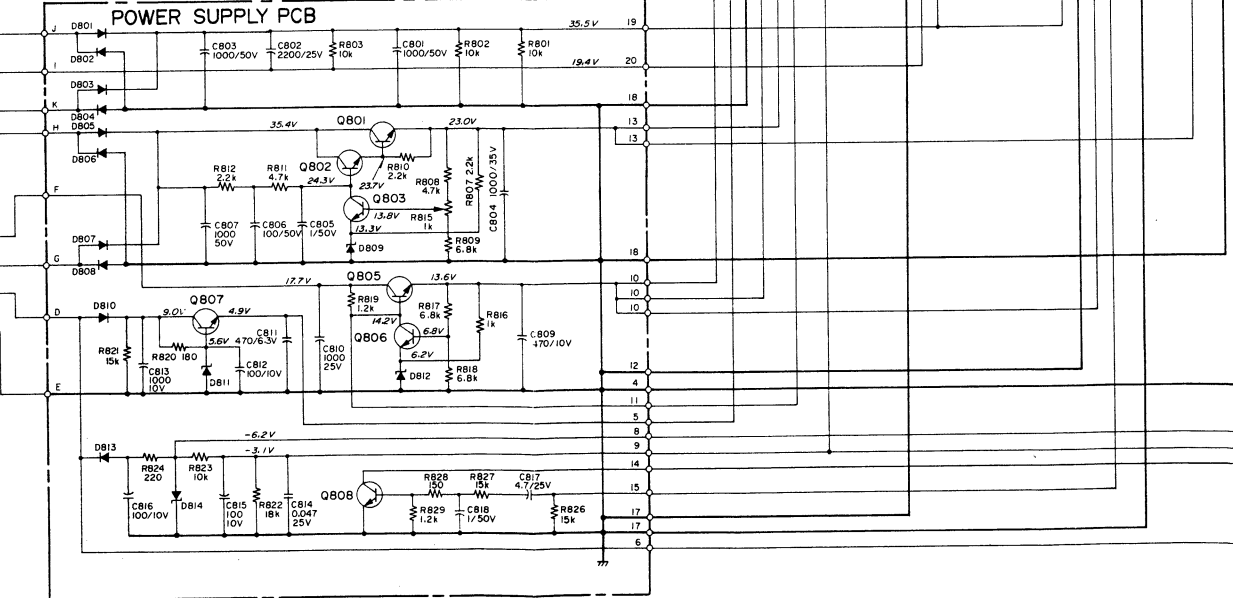 POWER SUPPLY PCB
J
D801
D802
C803
1000/50V
C802
2200/25V
R803
10k
C801
1000/50V
R802
10k
R801
10k
35.5V
19
I
19.4V
20
D803
K
D804
18
H
D805
D806
35.4V
Q801
23.0V
13
13
Q802
R810
2.2k
23.7V
R812
2.2k
R811
4.7k
24.3V
R808
4.7k
R807 2.2k
C804 1000/35V
F
Q803
13.8V
R815
1k
13.3V
C807
1000
50V
C806
100/50V
C805
1/50V
D809
R809
6.8k
D807
G
D808
18
17.7V
Q805
13.6V
10
10
10
R819
1.2k
R817
6.8k
R816
1k
14.2V
Q806
6.8V
6.2V
D
D810
9.0V
Q807
4.9V
R821
15k
R820 180
5.6V
C811
470/6.3V
C813
1000
10V
D811
C812
100/10V
C810
1000
25V
D812
R818
6.8k
C809
470/10V
12
E
4
11
5
-6.2V
8
-3.1V
9
D813
R824
220
R823
10k
14
C816
100/10V
D814
C815
100
10V
R822
18k
C814
0.047
25V
Q808
R828
150
R827
15k
C817
4.7/25V
15
R829
1.2k
C818
1/50V
R826
15k
17
17
6